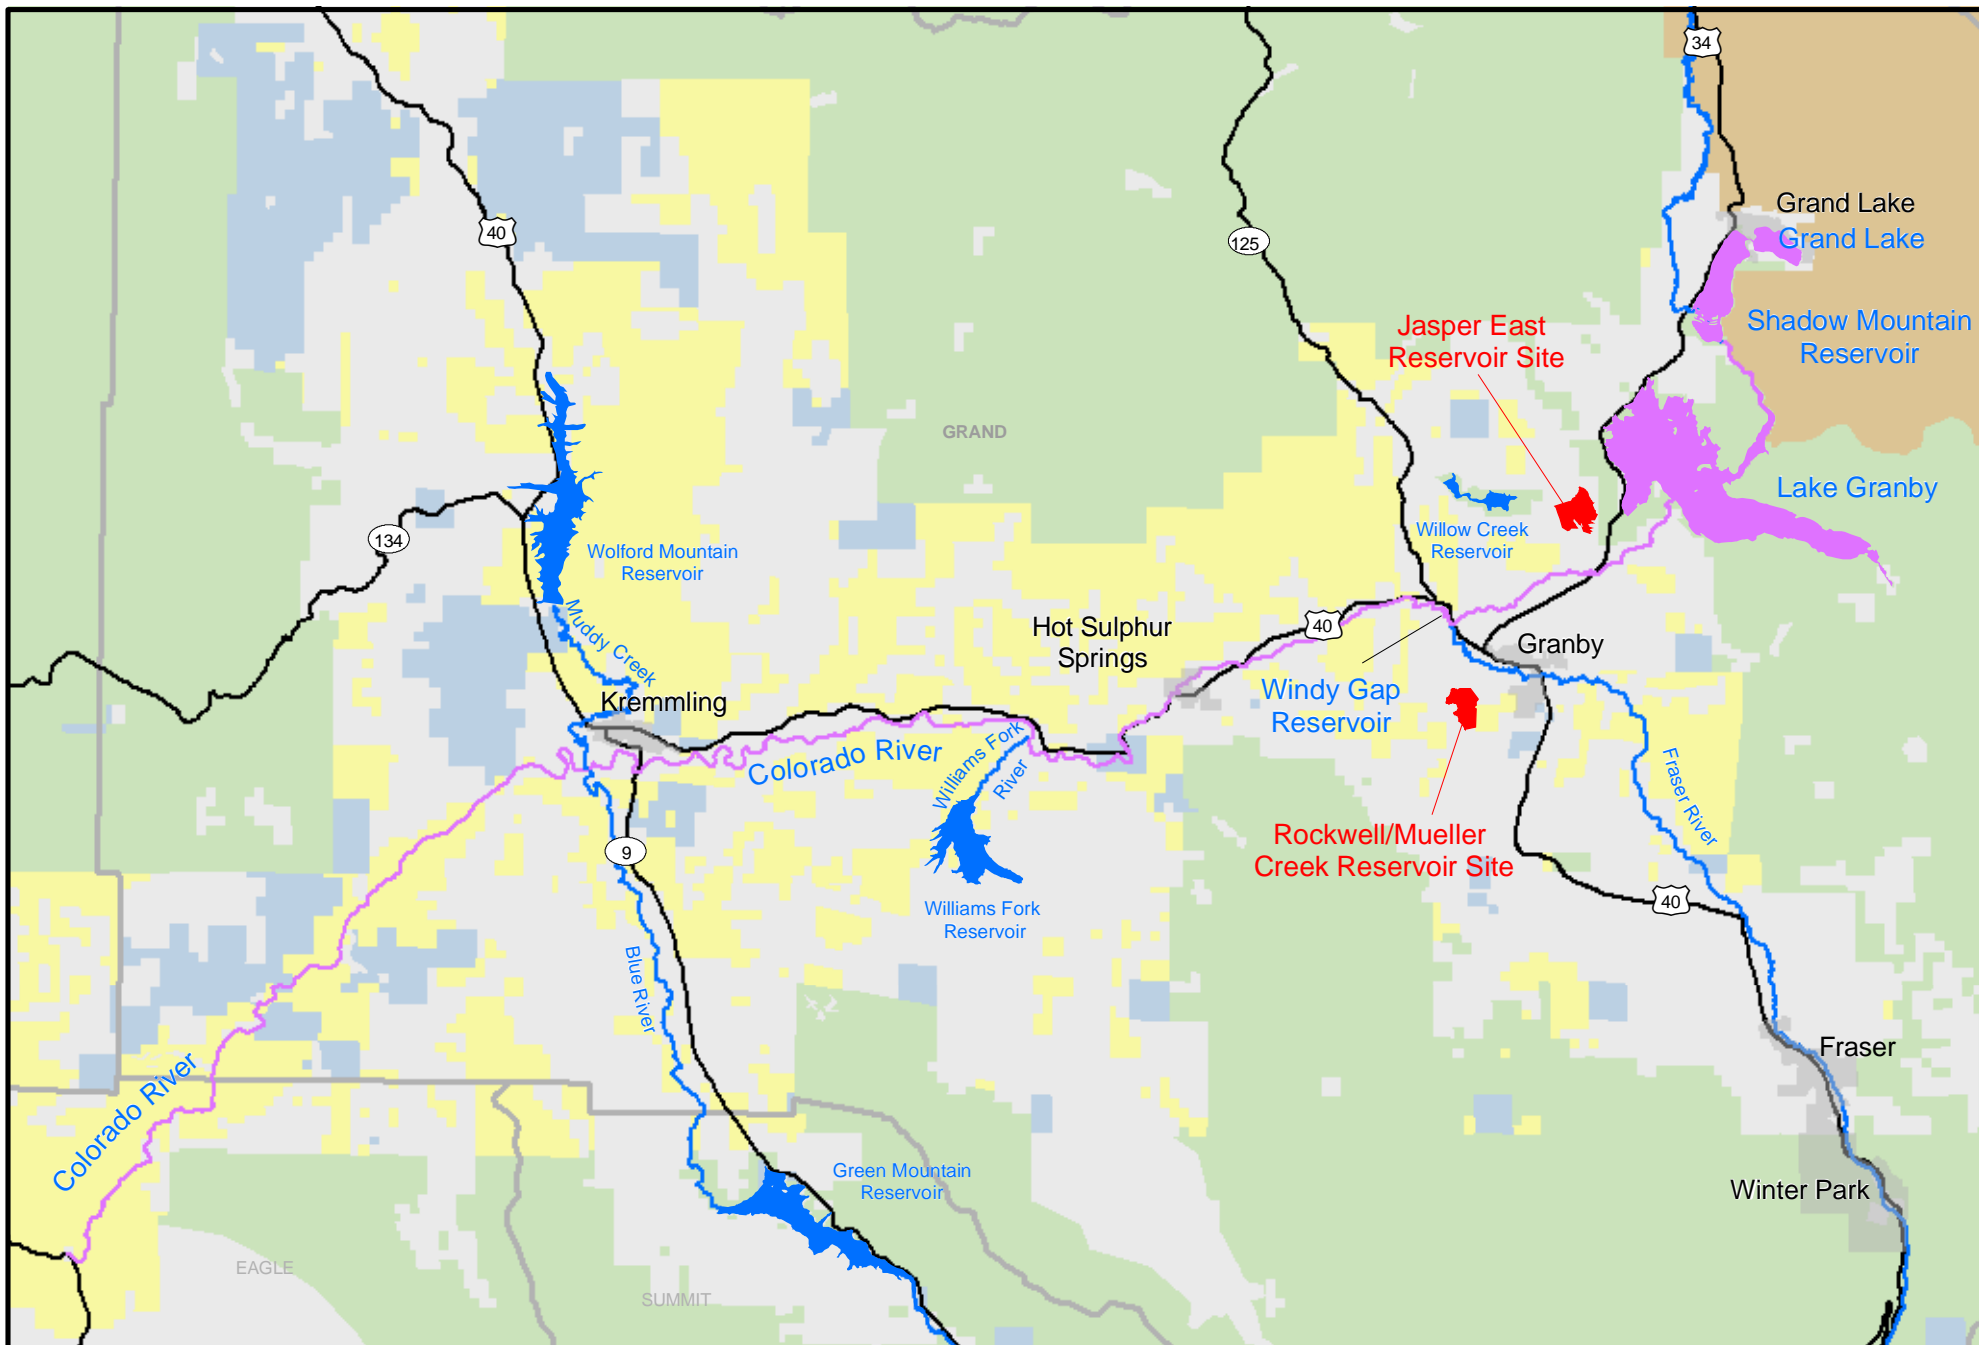 34
Grand Lake
Grand Lake
40
125
Shadow Mountain
Reservoir
Jasper East
Reservoir Site
GRAND
Lake Granby
Willow Creek
Reservoir
134
Wolford Mountain
Reservoir
Muddy Creek
Hot Sulphur
Springs
40
Granby
Windy Gap
Reservoir
Kremmling
Colorado River
Williams Fork
River
Fraser River
Rockwell/Mueller
Creek Reservoir Site
9
40
Williams Fork
Reservoir
Blue River
Fraser
Colorado River
Green Mountain
Reservoir
Winter Park
EAGLE
SUMMIT